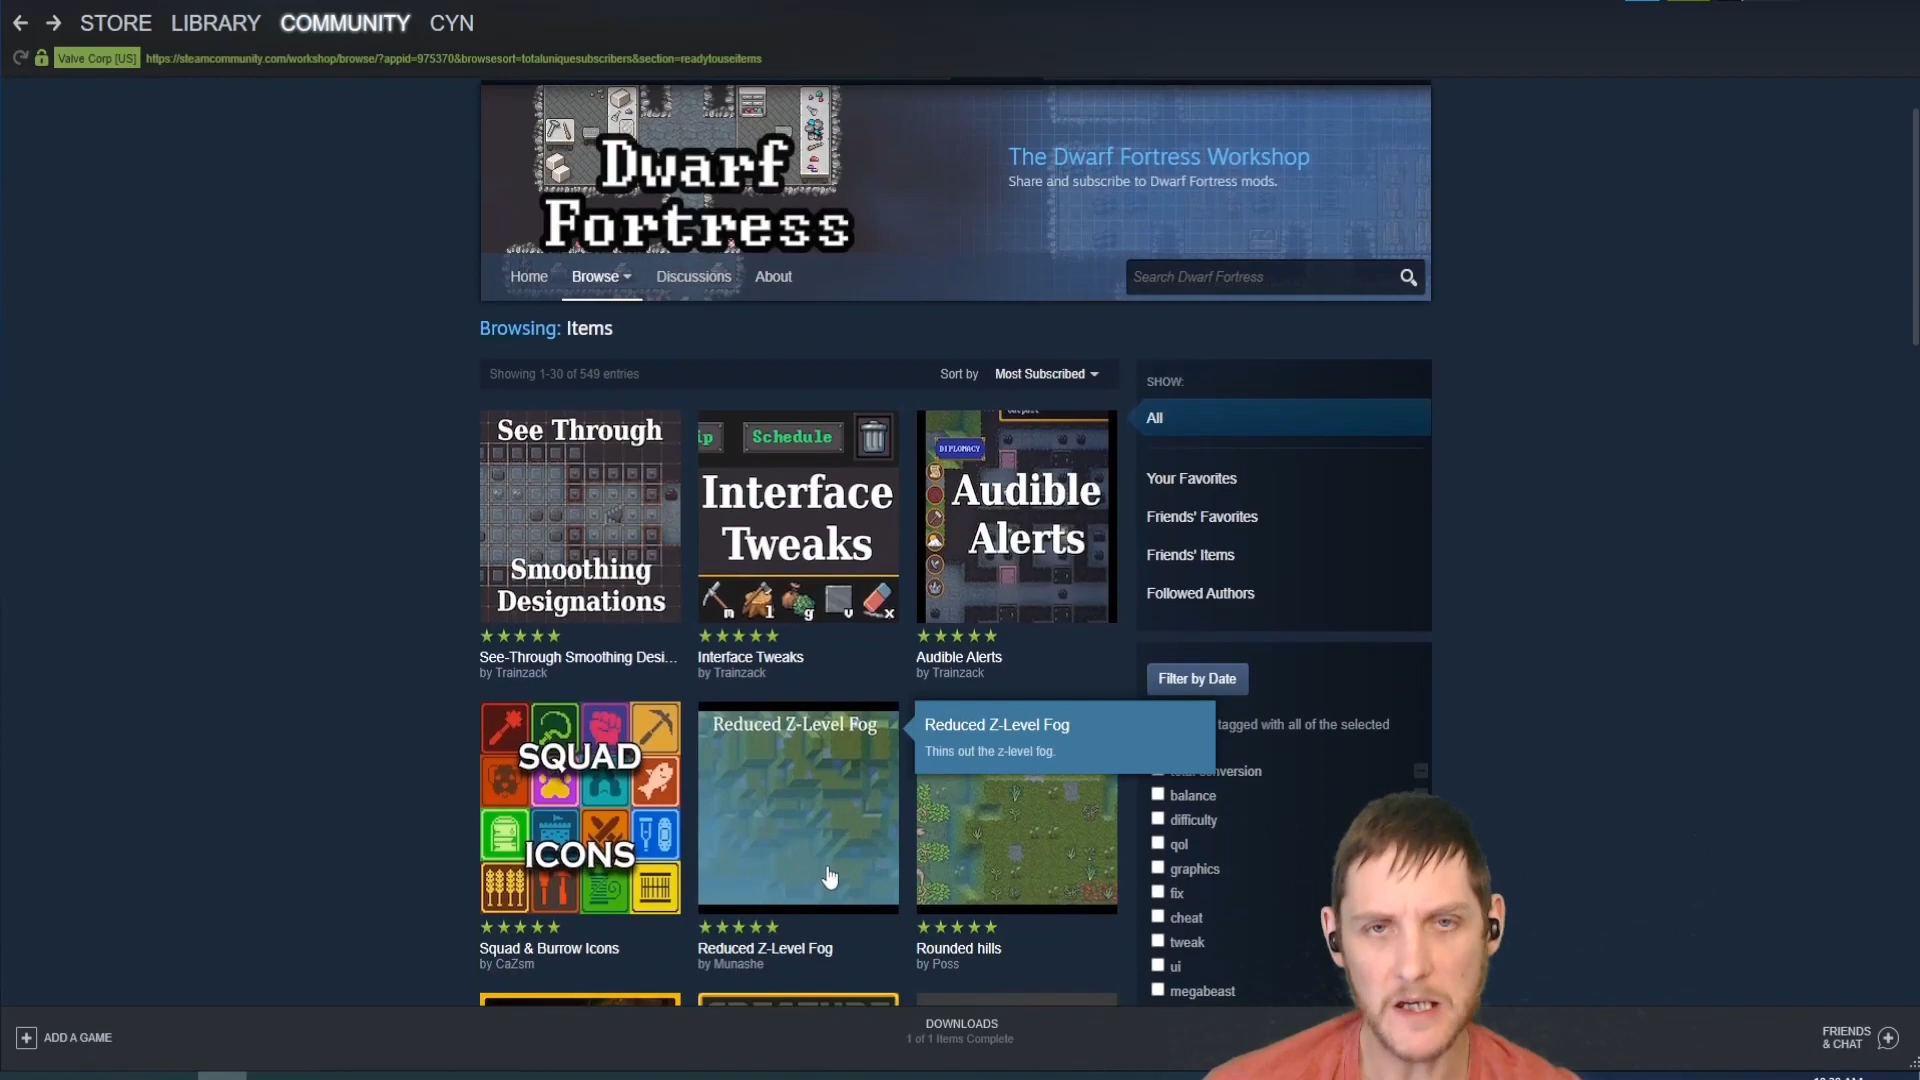 STORE LIBRARY COMMUNITY CYN
Valve Corp [US] https://steamcommunity.com/workshop/browse/?appid=975370&browsesort=totaluniquesubscribers&section=readytouseitems
Dwarf
Fortress
The Dwarf Fortress Workshop
Share and subscribe to Dwarf Fortress mods.
Home Browse Discussions About
Search Dwarf Fortress
Browsing: Items
Showing 1-30 of 549 entries
Sort by Most Subscribed
See Through
Smoothing
Designations
See-Through Smoothing Desi...
by Trainzack
Schedule
Interface
Tweaks
m l g v x
Interface Tweaks
by Trainzack
DIPLOMACY
Audible
Alerts
Audible Alerts
by Trainzack
SQUAD
ICONS
Squad & Burrow Icons
by CaZsm
Reduced Z-Level Fog
Reduced Z-Level Fog
by Munashe
Reduced Z-Level Fog
Thins out the z-level fog.
Rounded hills
by Poss
SHOW:
All
Your Favorites
Friends' Favorites
Friends' Items
Followed Authors
Filter by Date
tagged with all of the selected
conversion
balance
difficulty
qol
graphics
fix
cheat
tweak
ui
megabeast
ADD A GAME
DOWNLOADS
1 of 1 Items Complete
FRIENDS
& CHAT